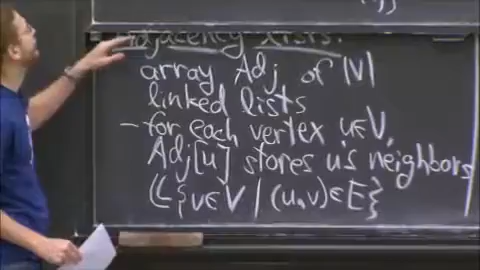 Adjacency lists:
array Adj of |V|
linked lists
- for each vertex u∈V,
Adj[u] stores u's neighbors
({v∈V | (u,v)∈E}